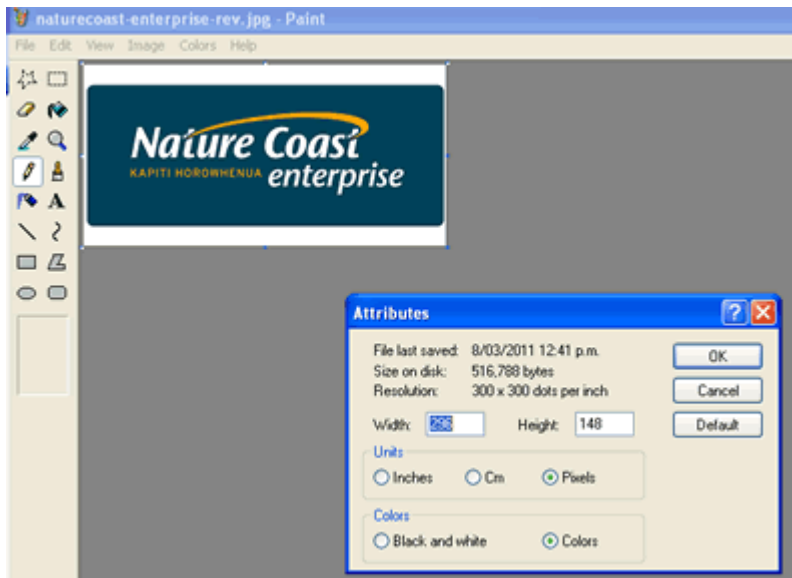 naturecoast-enterprise-rev.jpg - Paint
File Edit View Image Colors Help
A
Nature Coast
KAPITI HOROWHENUA enterprise
Attributes
File last saved: 8/03/2011 12:41 p.m.
Size on disk: 516,788 bytes
Resolution: 300 x 300 dots per inch
Width: 296 Height: 148
Units
Inches Cm Pixels
Colors
Black and white Colors
OK
Cancel
Default